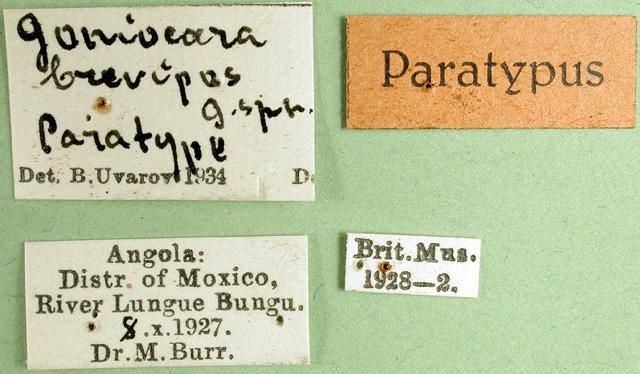 Goniocara
brevipes
g. spn.
Paratype
Det. B. Uvarov 1934 D
Paratypus
Angola:
Distr. of Moxico,
River Lungue Bungu.
8.x.1927.
Dr. M. Burr.
Brit. Mus.
1928—2.